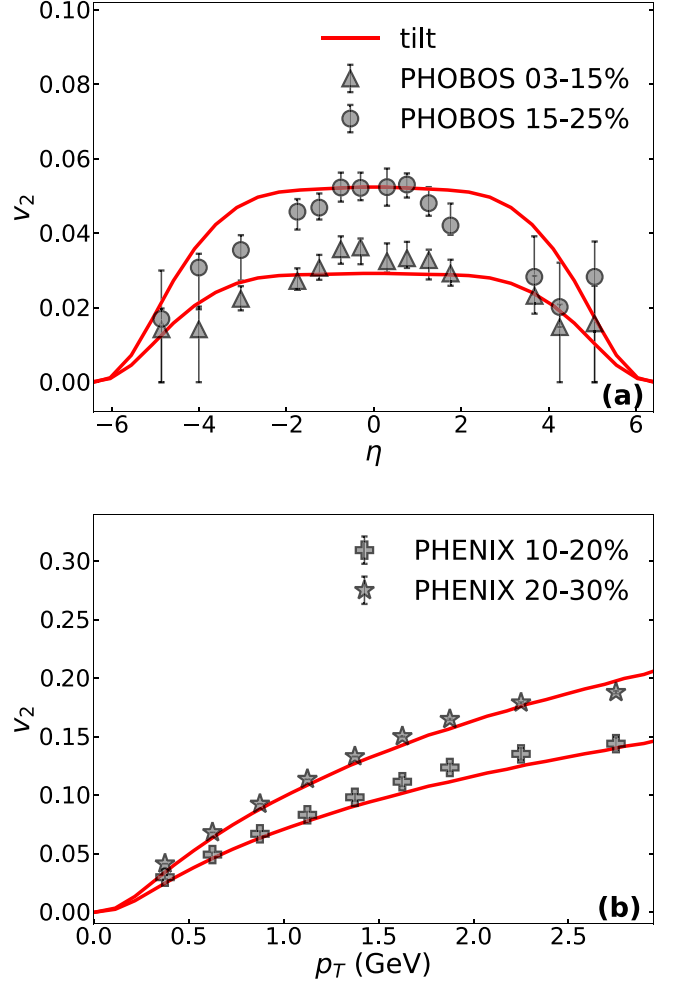 0.10
tilt
PHOBOS 03-15%
0.08
PHOBOS 15-25%
0.06
v₂
0.04
0.02
0.00
(a)
−6 −4 −2 0 2 4 6
η
PHENIX 10-20%
0.30
PHENIX 20-30%
0.25
0.20
v₂
0.15
0.10
0.05
0.00
(b)
0.0 0.5 1.0 1.5 2.0 2.5
p_T (GeV)